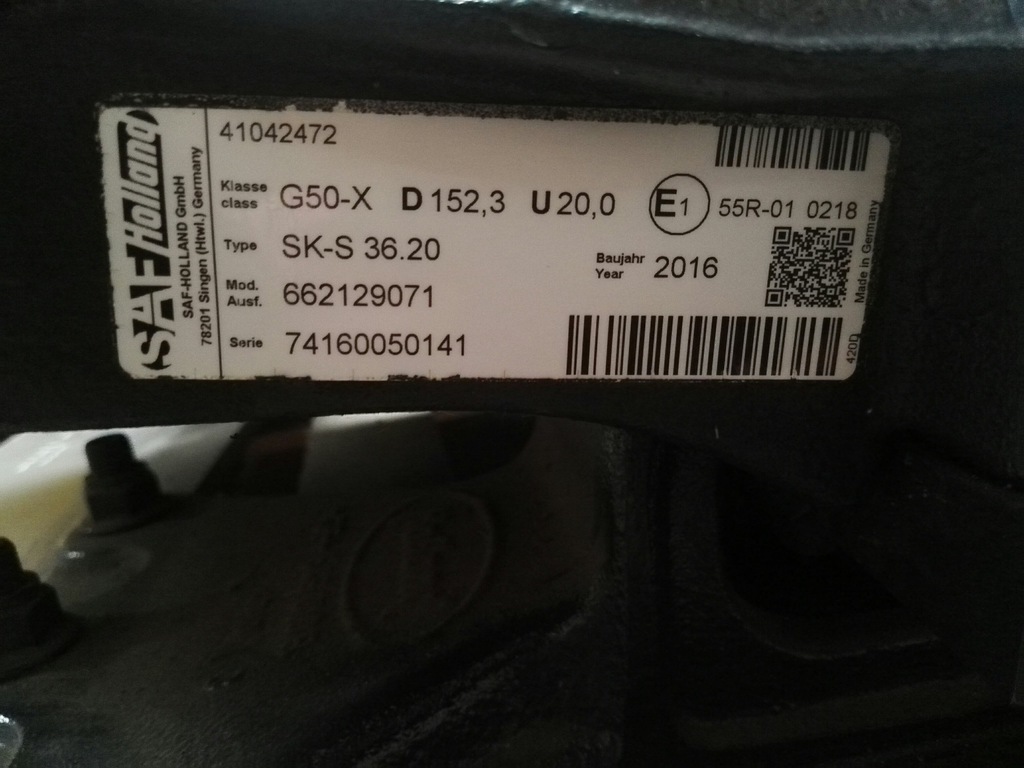 SAF Holland
SAF-HOLLAND GmbH
78201 Singen (Htwl.) Germany
41042472
Klasse
class
G50-X D 152,3 U 20,0 E1 55R-01 0218
Type SK-S 36.20
Baujahr
Year
2016
Mod.
Ausf.
662129071
Serie 74160050141
Made in Germany
420D